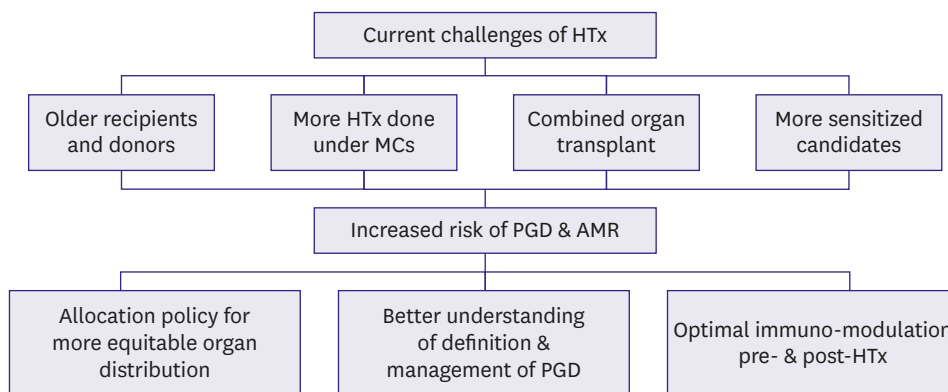 Current challenges of HTx
Older recipients
and donors
More HTx done
under MCs
Combined organ
transplant
More sensitized
candidates
Increased risk of PGD & AMR
Allocation policy for
more equitable organ
distribution
Better understanding
of definition &
management of PGD
Optimal immuno-modulation
pre- & post-HTx